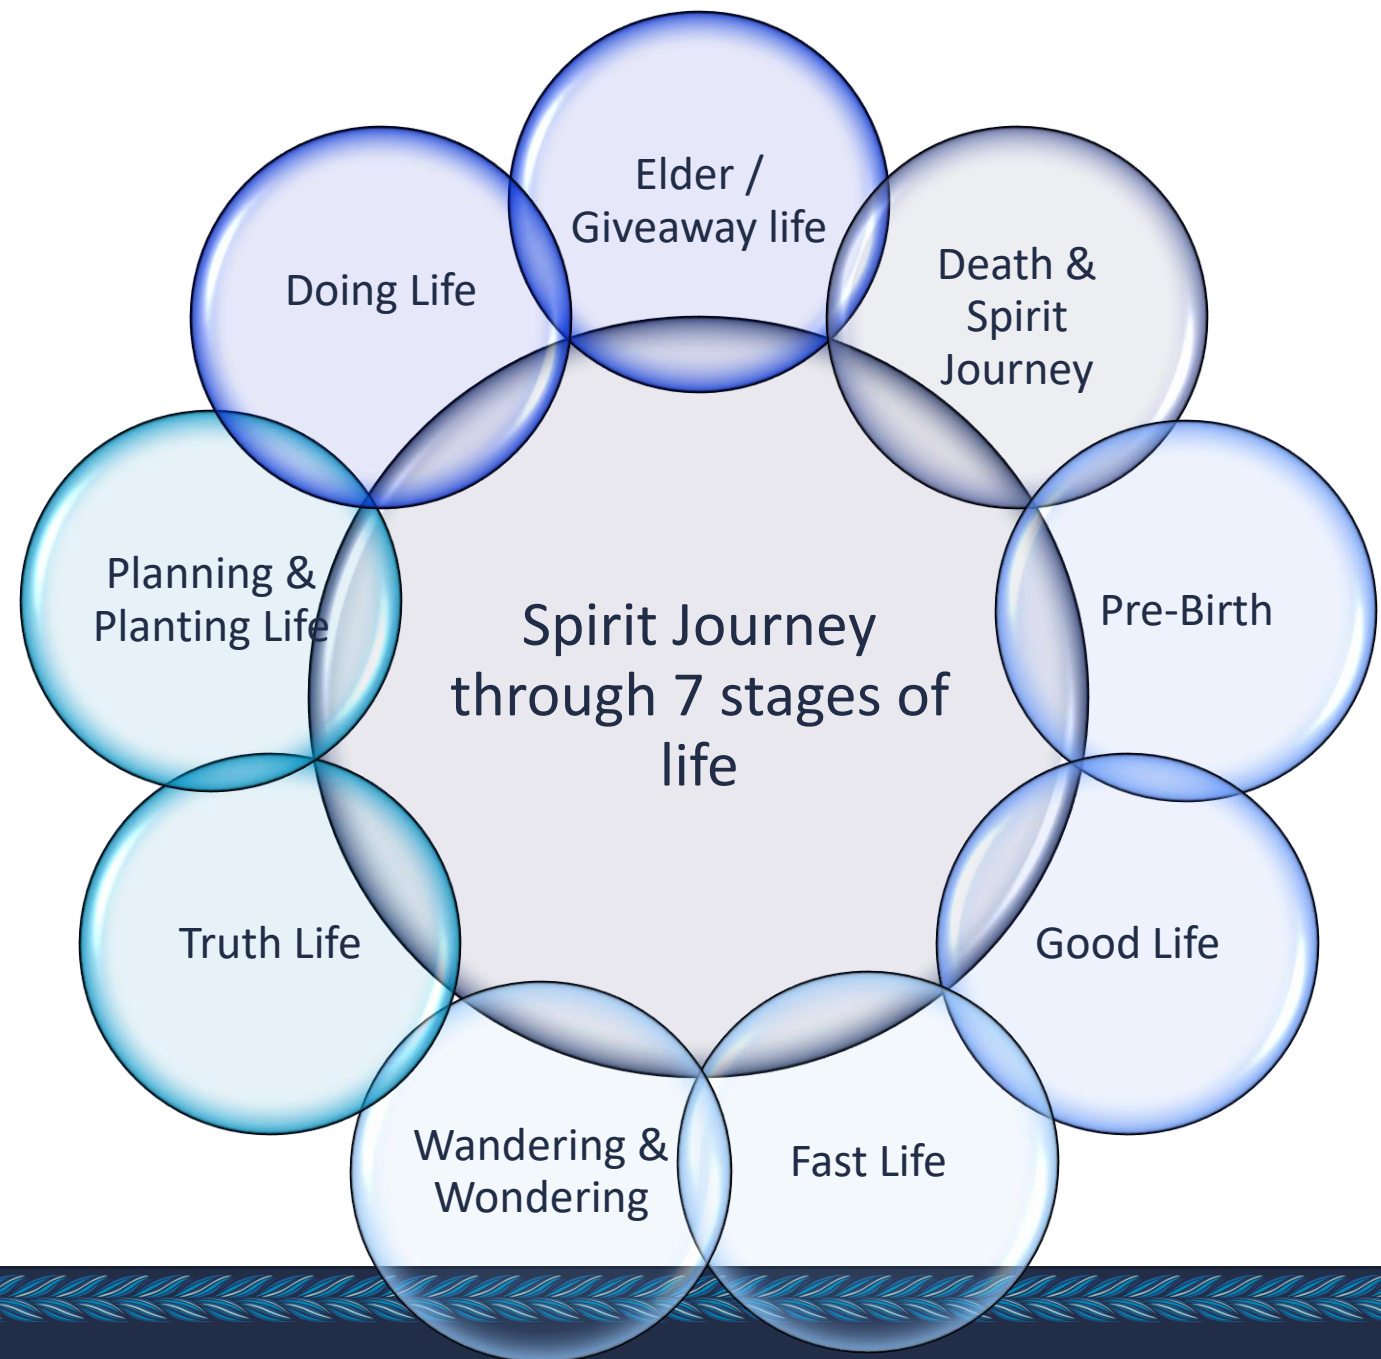 Elder /
Giveaway life
Death &
Spirit
Journey
Pre-Birth
Good Life
Fast Life
Wandering &
Wondering
Truth Life
Planning &
Planting Life
Doing Life
Spirit Journey
through 7 stages of
life